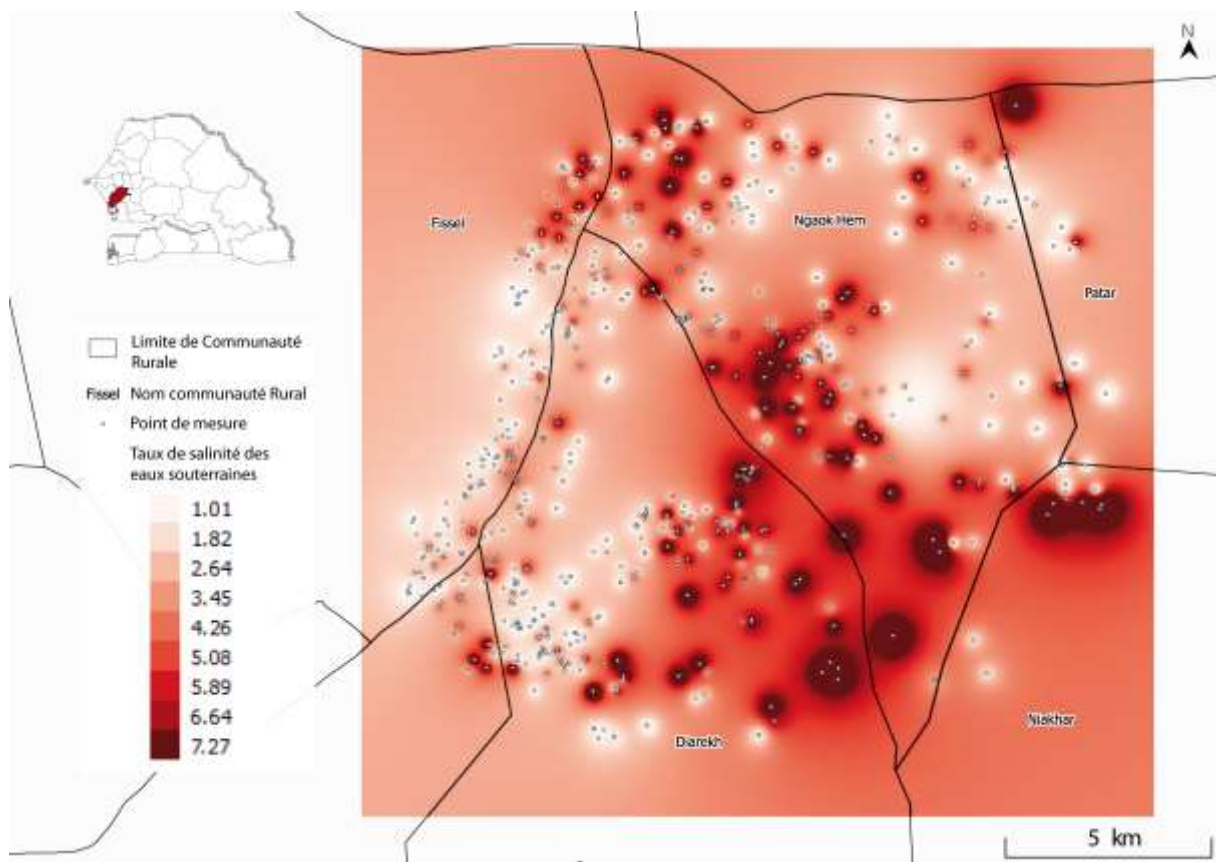 N
Fissel
Ngaok Hem
Patar
Limite de Communauté
Rurale
Fissel Nom communauté Rural
Point de mesure
Taux de salinité des
eaux souterraines
1.01
1.82
2.64
3.45
4.26
5.08
5.89
6.64
7.27
Diarekh
Niakhar
5 km